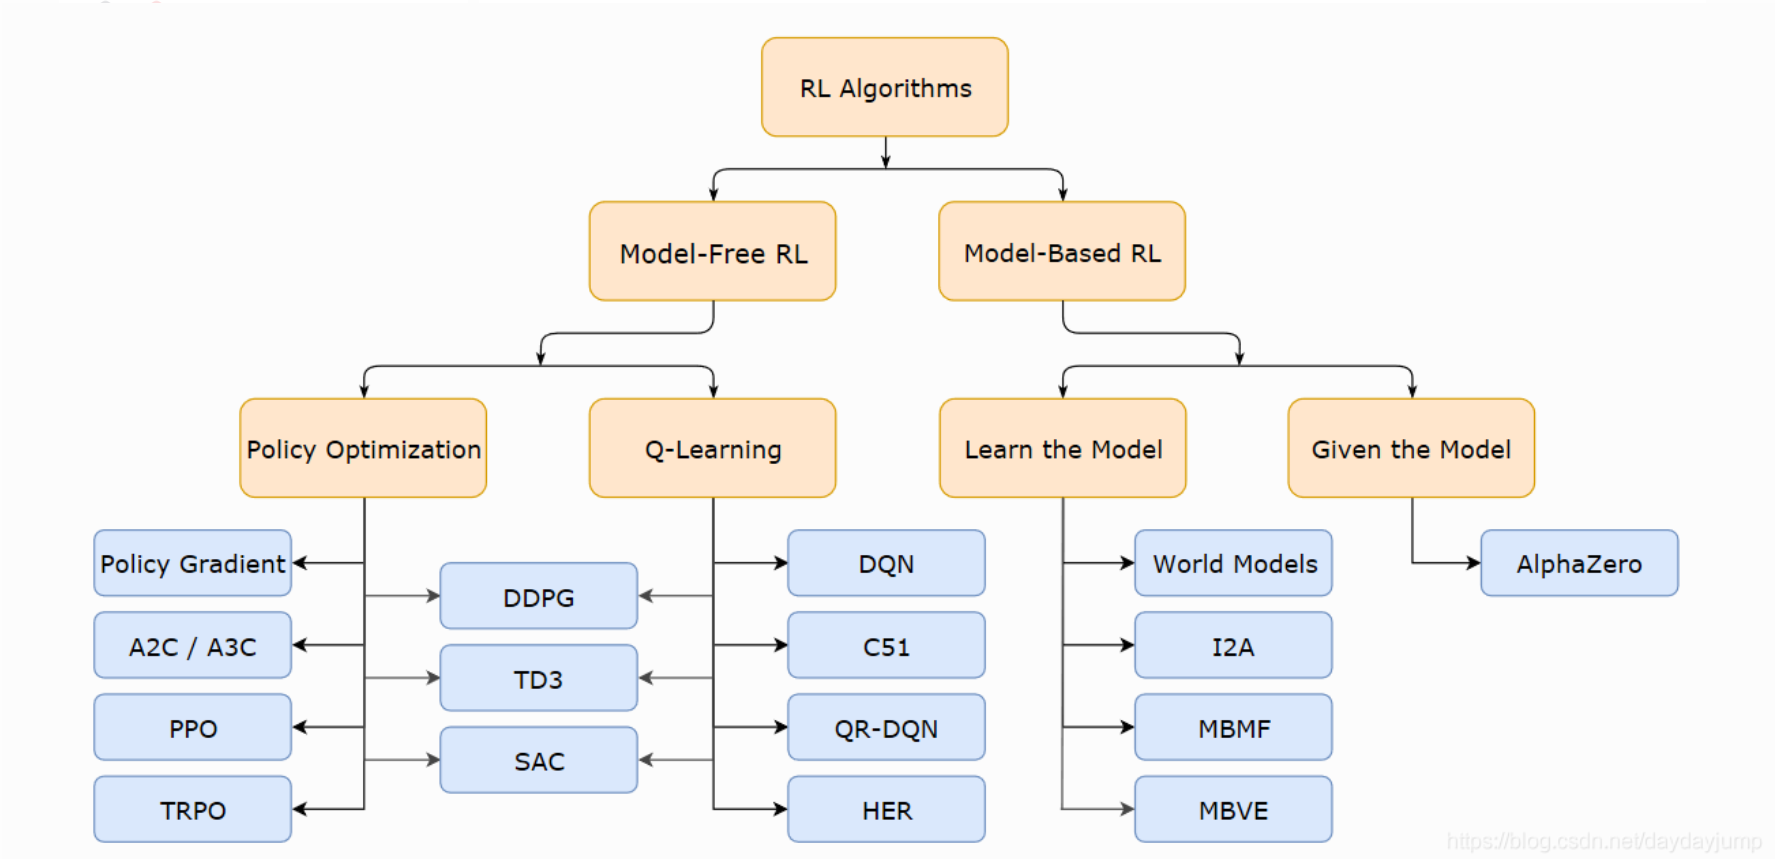 RL Algorithms
Model-Free RL
Model-Based RL
Policy Optimization
Q-Learning
Learn the Model
Given the Model
Policy Gradient
DDPG
DQN
World Models
AlphaZero
A2C / A3C
TD3
C51
I2A
PPO
SAC
QR-DQN
MBMF
TRPO
HER
MBVE
https://blog.csdn.net/daydayjump